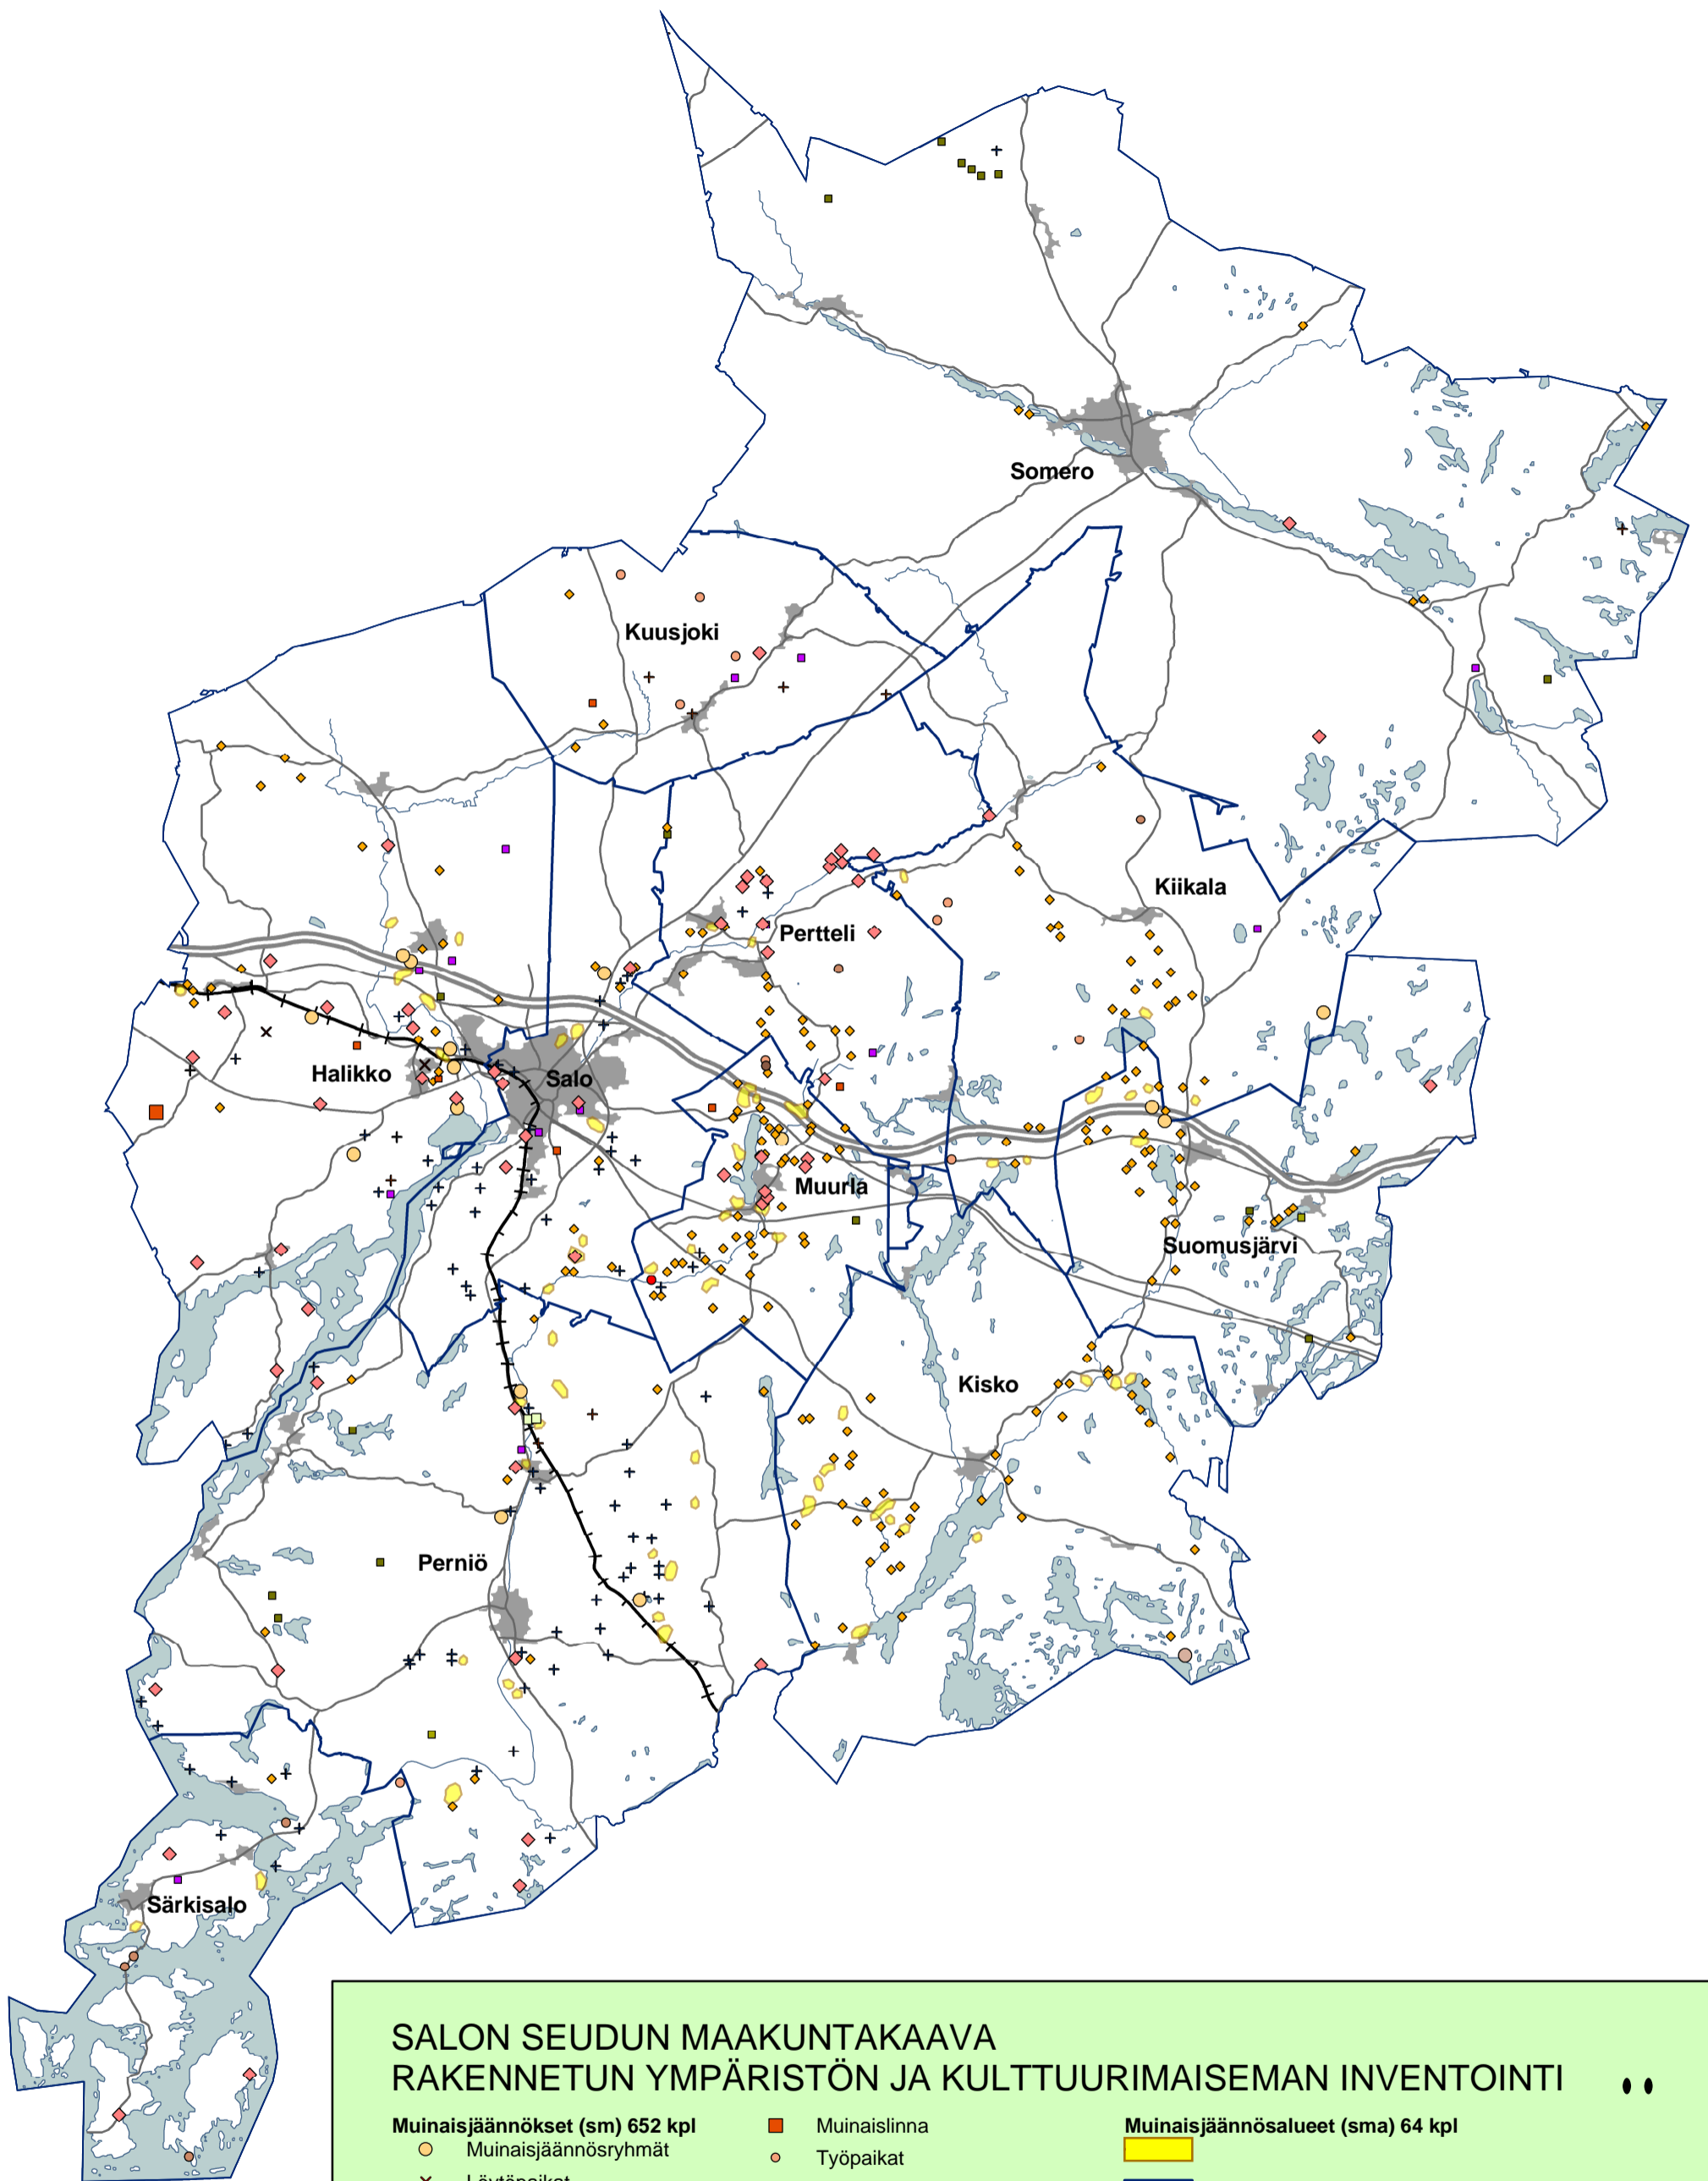 Somero
Kuusjoki
Kiikala
Pertteli
Halikko
Salo
Muurla
Suomusjärvi
Kisko
Perniö
Särkisalo
SALON SEUDUN MAAKUNTAKAAVA
RAKENNETUN YMPÄRISTÖN JA KULTTUURIMAISEMAN INVENTOINTI
Muinaisjäännökset (sm) 652 kpl
Muinaislinna
Muinaisjäännösalueet (sma) 64 kpl
Muinaisjäännösryhmät
Työpaikat
Löytöpaikat